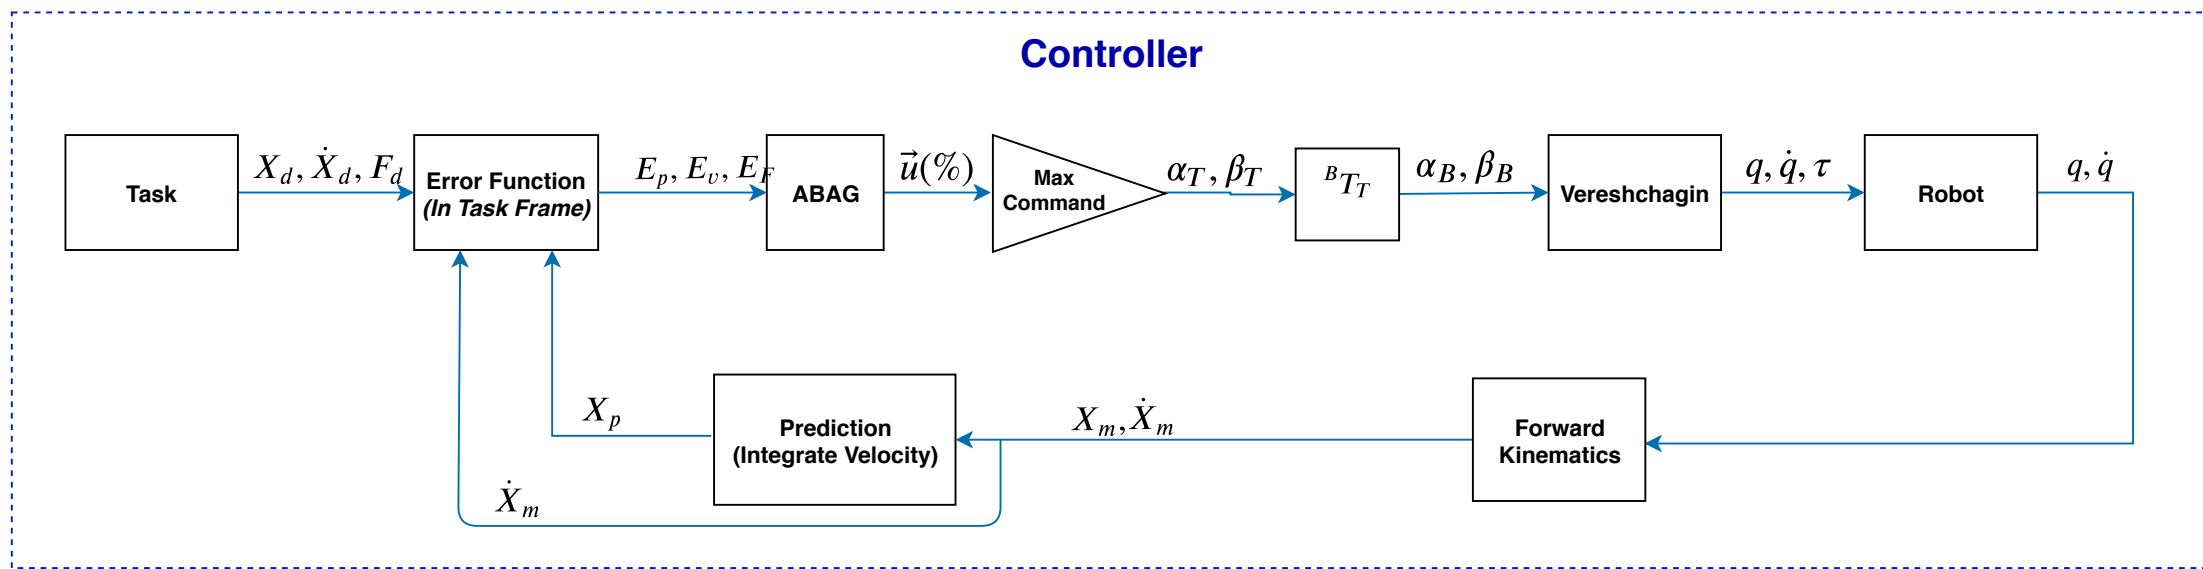 Controller
Task
X_d, Ẋ_d, F_d
Error Function
(In Task Frame)
E_p, E_v, E_F
ABAG
u⃗(%)
Max
Command
α_T, β_T
ᴮT_T
α_B, β_B
Vereshchagin
q, q̇, τ
Robot
q, q̇
X_p
Prediction
(Integrate Velocity)
X_m, Ẋ_m
Forward
Kinematics
Ẋ_m